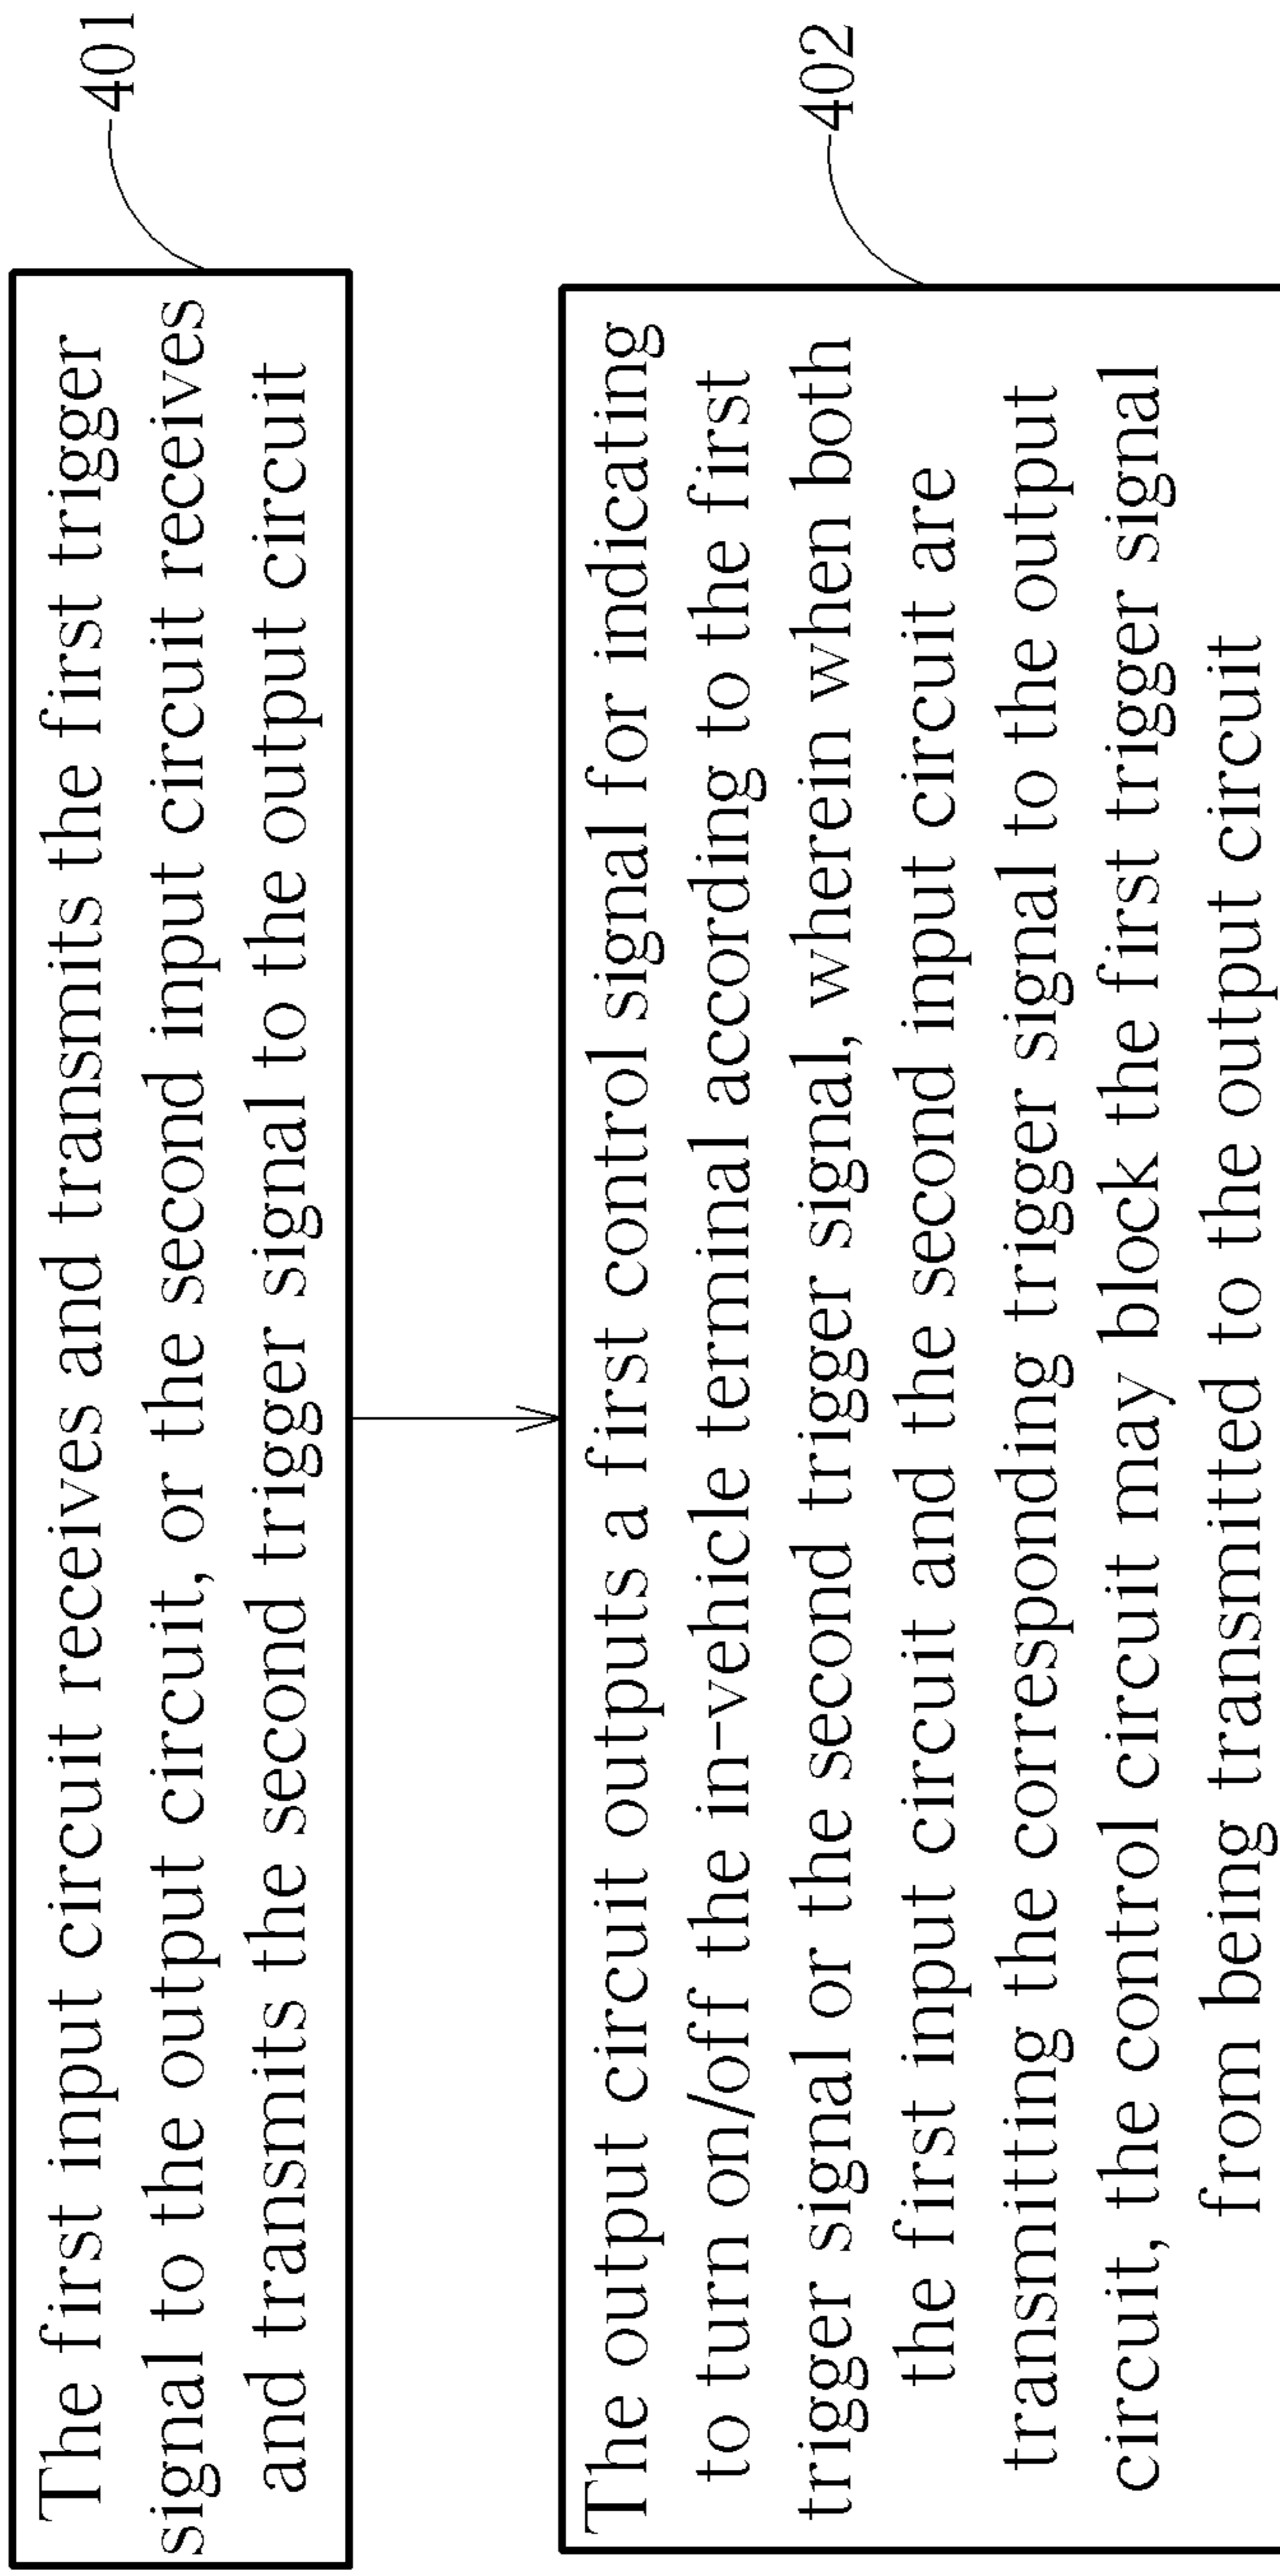 The first input circuit receives and transmits the first trigger
signal to the output circuit, or the second input circuit receives
and transmits the second trigger signal to the output circuit
401
The output circuit outputs a first control signal for indicating
to turn on/off the in-vehicle terminal according to the first
trigger signal or the second trigger signal, wherein when both
the first input circuit and the second input circuit are
transmitting the corresponding trigger signal to the output
circuit, the control circuit may block the first trigger signal
from being transmitted to the output circuit
402